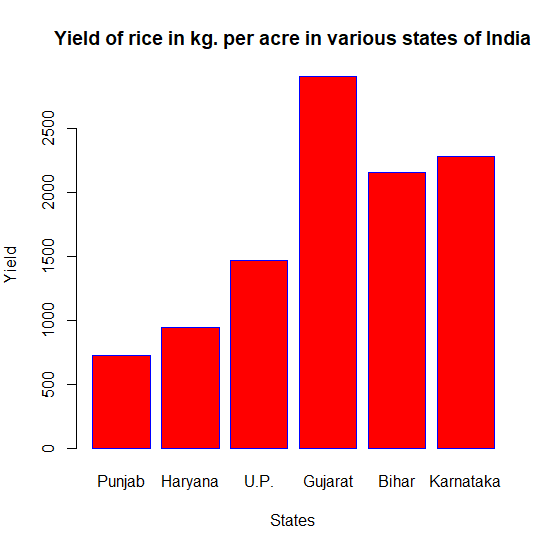 Yield of rice in kg. per acre in various states of India
Yield
2500
2000
1500
1000
500
0
Punjab Haryana U.P. Gujarat Bihar Karnataka
States